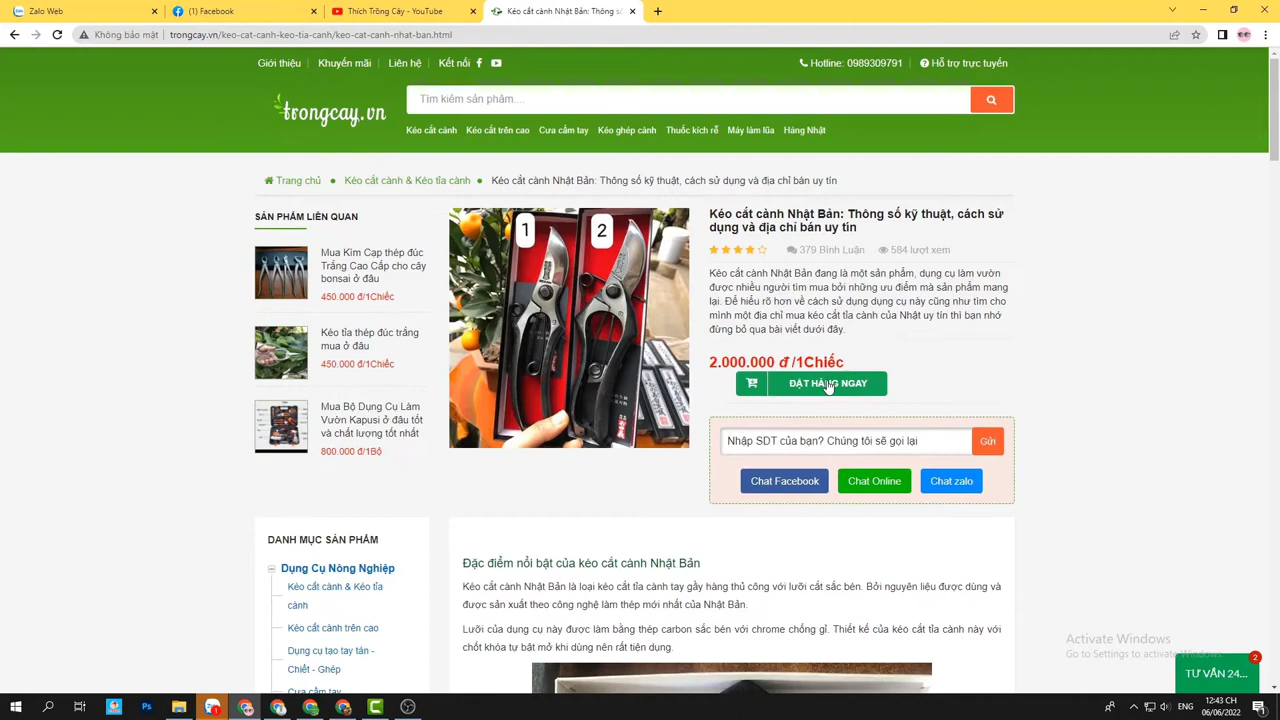 Zalo Web
Facebook
Thích Trồng Cây - YouTube
Kéo cắt cành Nhật Bản: Thông số
Không bảo mật
trongcay.vn/keo-cat-canh-keo-tia-canh/keo-cat-canh-nhat-ban.html
Giới thiệu
Khuyến mãi
Liên hệ
Kết nối
Hotline: 0989309791
Hỗ trợ trực tuyến
trongcay.vn
Tìm kiếm sản phẩm....
Kéo cắt cành
Kéo cắt trên cao
Cưa cầm tay
Kéo ghép cành
Thuốc kích rễ
Máy làm lũa
Hàng Nhật
Trang chủ
Kéo cắt cành & Kéo tỉa cành
Kéo cắt cành Nhật Bản: Thông số kỹ thuật, cách sử dụng và địa chỉ bán uy tín
SẢN PHẨM LIÊN QUAN
Mua Kìm Cạp thép đúc
Trắng Cao Cấp cho cây
bonsai ở đâu
450.000 đ/1Chiếc
Kéo tỉa thép đúc trắng
mua ở đâu
450.000 đ/1Chiếc
Mua Bộ Dụng Cụ Làm
Vườn Kapusi ở đâu tốt
và chất lượng tốt nhất
800.000 đ/1Bộ
1
2
Kéo cắt cành Nhật Bản: Thông số kỹ thuật, cách sử
dụng và địa chỉ bán uy tín
379 Bình Luận
584 lượt xem
Kéo cắt cành Nhật Bản đang là một sản phẩm, dụng cụ làm vườn
được nhiều người tìm mua bởi những ưu điểm mà sản phẩm mang
lại. Để hiểu rõ hơn về cách sử dụng dụng cụ này cũng như tìm cho
mình một địa chỉ mua kéo cắt tỉa cành của Nhật uy tín thì bạn nhớ
đừng bỏ qua bài viết dưới đây.
2.000.000 đ /1Chiếc
ĐẶT HÀNG NGAY
Nhập SDT của bạn? Chúng tôi sẽ gọi lại
Gửi
Chat Facebook
Chat Online
Chat zalo
DANH MỤC SẢN PHẨM
Dụng Cụ Nông Nghiệp
Kéo cắt cành & Kéo tỉa
cành
Kéo cắt cành trên cao
Dụng cụ tạo tay tán -
Chiết - Ghép
Cưa cầm tay
Đặc điểm nổi bật của kéo cắt cành Nhật Bản
Kéo cắt cành Nhật Bản là loại kéo cắt tỉa cành tay gầy hàng thủ công với lưỡi cắt sắc bén. Bởi nguyên liệu được dùng và
được sản xuất theo công nghệ làm thép mới nhất của Nhật Bản.
Lưỡi của dụng cụ này được làm bằng thép carbon sắc bén với chrome chống gỉ. Thiết kế của kéo cắt tỉa cành này với
chốt khóa tự bật mở khi dùng nên rất tiện dụng.
Activate Windows
Go to Settings to activate Windows.
2
TƯ VẤN 24...
ENG
12:43 CH
06/06/2022